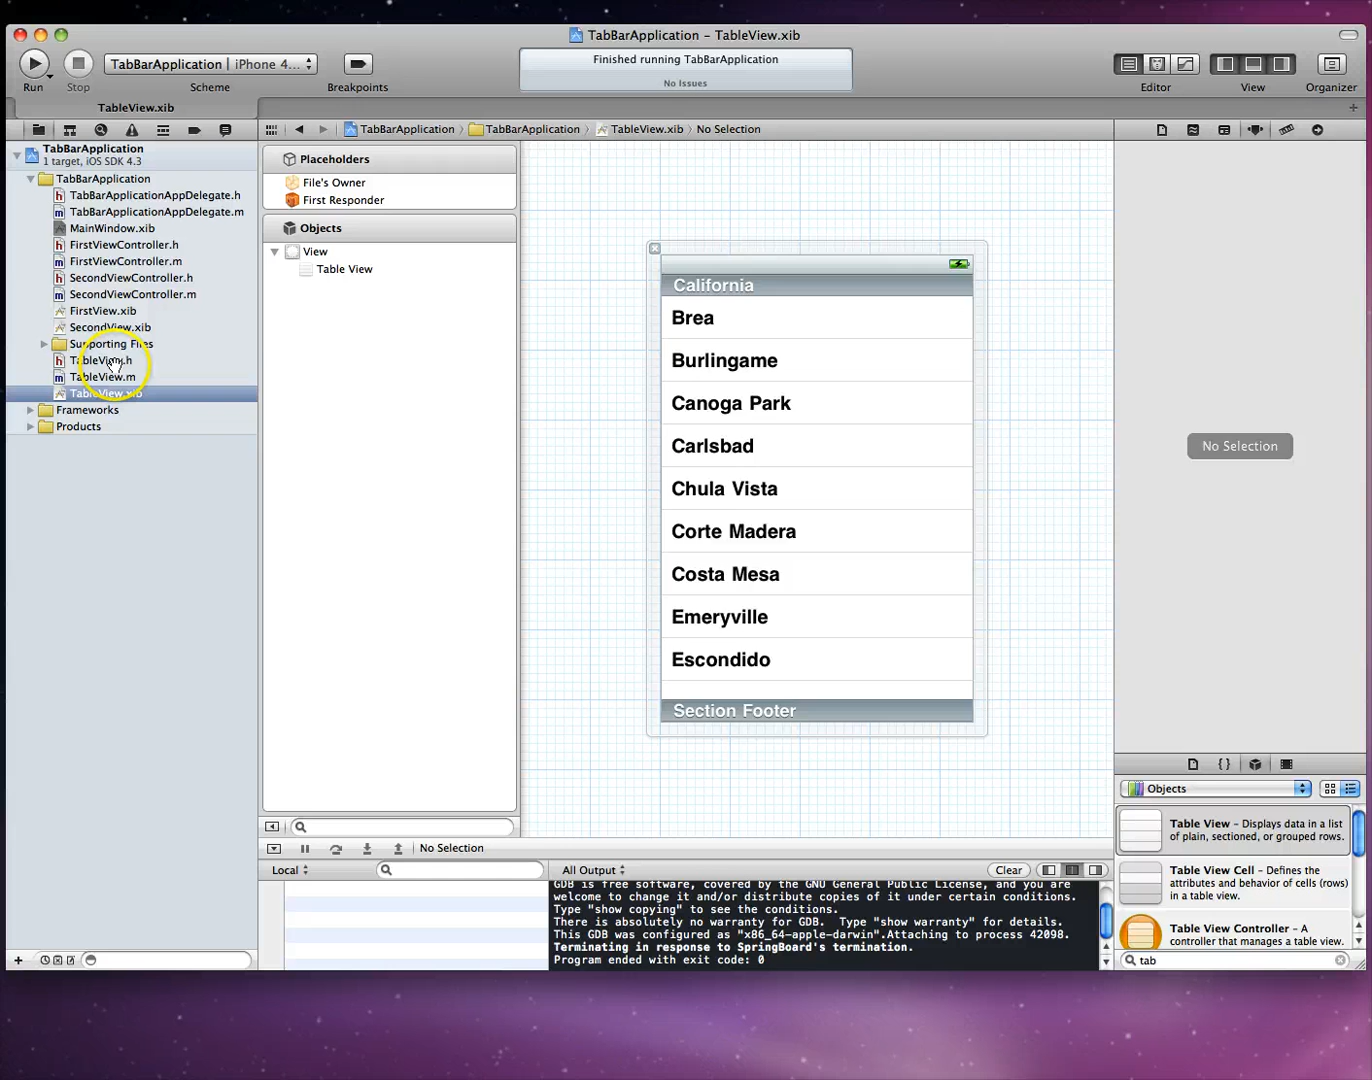 TabBarApplication – TableView.xib
TabBarApplication | iPhone 4...
Finished running TabBarApplication
No Issues
Run
Stop
Scheme
Breakpoints
Editor
View
Organizer
TableView.xib
TabBarApplication
TabBarApplication
TableView.xib
No Selection
TabBarApplication
1 target, iOS SDK 4.3
TabBarApplication
TabBarApplicationAppDelegate.h
TabBarApplicationAppDelegate.m
MainWindow.xib
FirstViewController.h
FirstViewController.m
SecondViewController.h
SecondViewController.m
FirstView.xib
SecondView.xib
Supporting Files
TableView.h
TableView.m
TableView.xib
Frameworks
Products
Placeholders
File's Owner
First Responder
Objects
View
Table View
California
Brea
Burlingame
Canoga Park
Carlsbad
Chula Vista
Corte Madera
Costa Mesa
Emeryville
Escondido
Section Footer
No Selection
No Selection
Local
All Output
Clear
GDB is free software, covered by the GNU General Public License, and you are
welcome to change it and/or distribute copies of it under certain conditions.
Type "show copying" to see the conditions.
There is absolutely no warranty for GDB.  Type "show warranty" for details.
This GDB was configured as "x86_64-apple-darwin".Attaching to process 42098.
Terminating in response to SpringBoard's termination.
Program ended with exit code: 0
Objects
Table View – Displays data in a list
of plain, sectioned, or grouped rows.
Table View Cell – Defines the
attributes and behavior of cells (rows)
in a table view.
Table View Controller – A
controller that manages a table view.
tab